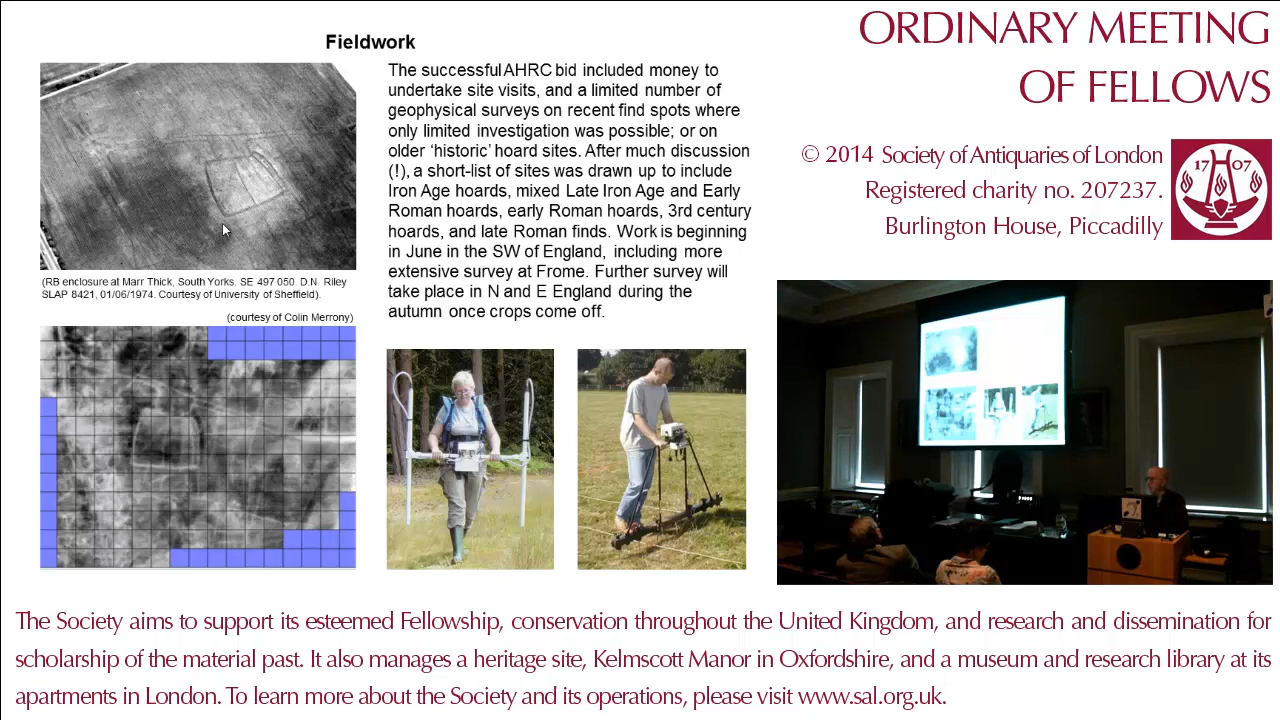 Fieldwork
The successful AHRC bid included money to
undertake site visits, and a limited number of
geophysical surveys on recent find spots where
only limited investigation was possible; or on
older ‘historic’ hoard sites. After much discussion
(!), a short-list of sites was drawn up to include
Iron Age hoards, mixed Late Iron Age and Early
Roman hoards, early Roman hoards, 3rd century
hoards, and late Roman finds. Work is beginning
in June in the SW of England, including more
extensive survey at Frome. Further survey will
take place in N and E England during the
autumn once crops come off.
(RB enclosure at Marr Thick, South Yorks. SE 497 050. D.N. Riley
SLAP 8421, 01/06/1974. Courtesy of University of Sheffield).
(courtesy of Colin Merrony)
ORDINARY MEETING
OF FELLOWS
© 2014 Society of Antiquaries of London
Registered charity no. 207237.
Burlington House, Piccadilly
17 07
The Society aims to support its esteemed Fellowship, conservation throughout the United Kingdom, and research and dissemination for
scholarship of the material past. It also manages a heritage site, Kelmscott Manor in Oxfordshire, and a museum and research library at its
apartments in London. To learn more about the Society and its operations, please visit www.sal.org.uk.